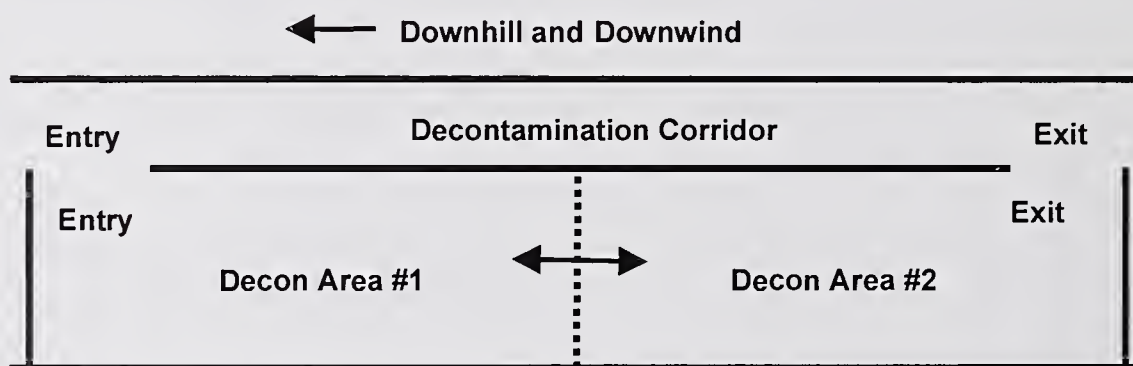 Downhill and Downwind
Entry Decontamination Corridor Exit
Entry Exit
Decon Area #1 Decon Area #2